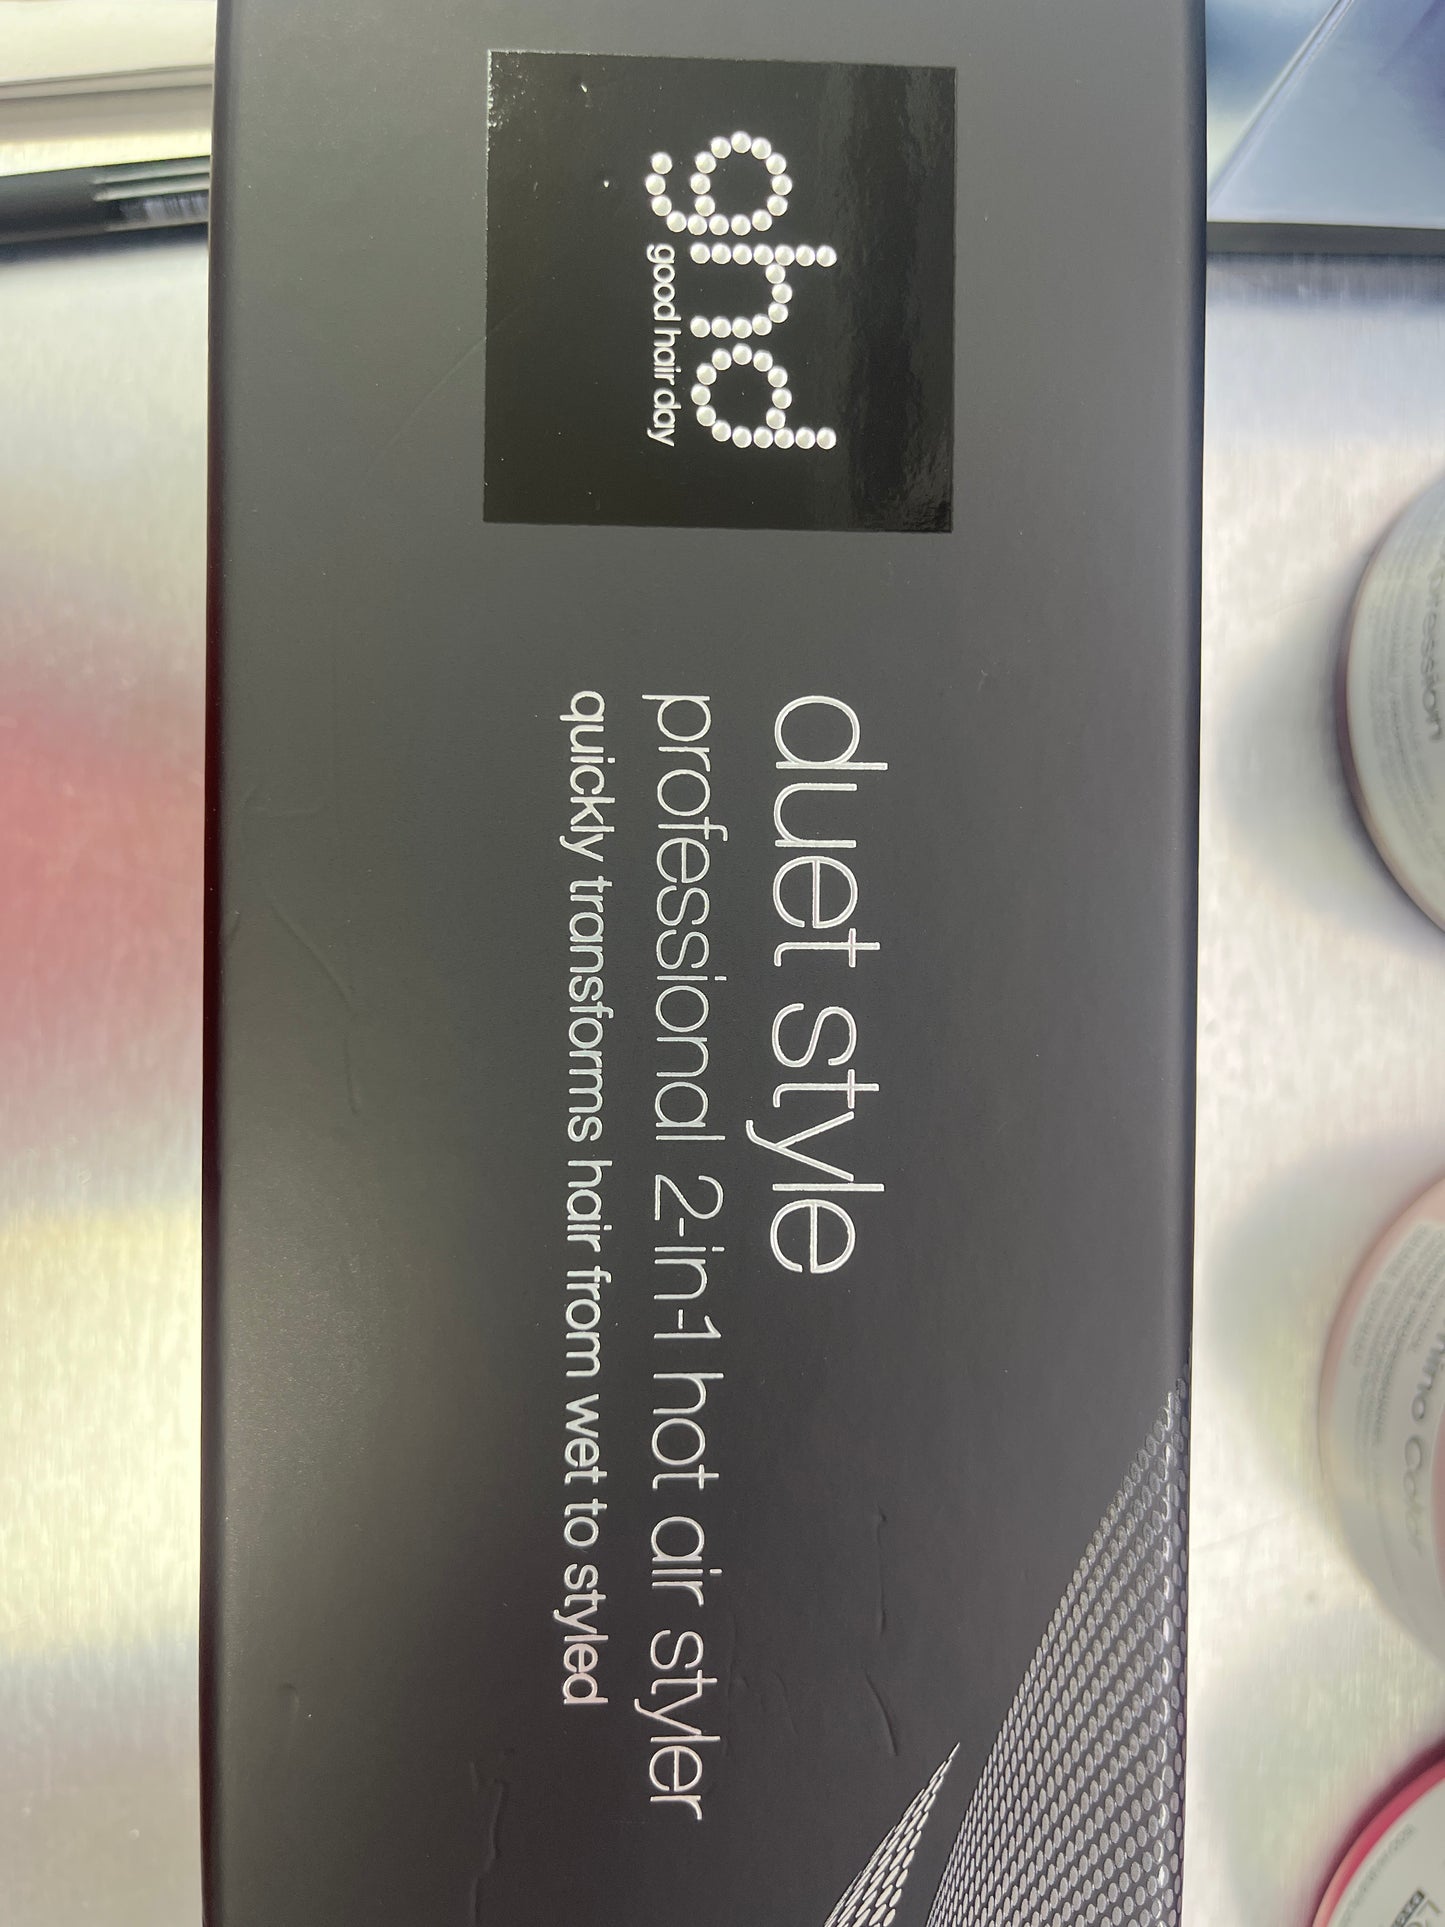 ghd
good hair day
duet style
professional 2-in-1 hot air styler
quickly transforms hair from wet to styled